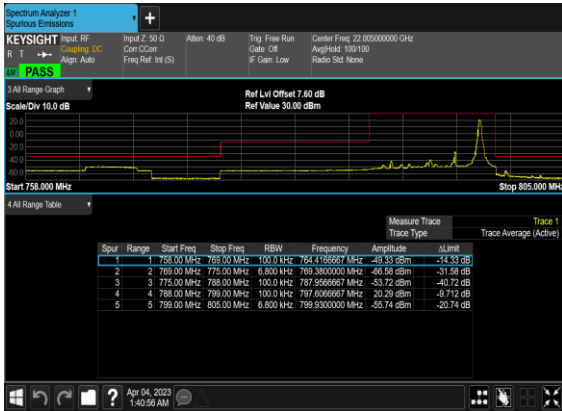 Spectrum Analyzer 1
Spurious Emissions
KEYSIGHT Input: RF Input Z: 50 Ω Atten: 40 dB Trig: Free Run Center Freq: 22.005000000 GHz
R T Coupling: DC Corr CCorr Gate: Off Avg|Hold: 100/100
Align: Auto Freq Ref: Int (S) IF Gain: Low Radio Std: None
PASS
3 All Range Graph
Ref Lvl Offset 7.60 dB
Scale/Div 10.0 dB Ref Value 30.00 dBm
20.0
0.00
-20.0
-40.0
-60.0
Start 758.000 MHz Stop 805.000 MHz
4 All Range Table
Measure Trace Trace 1
Trace Type Trace Average (Active)
Spur Range Start Freq Stop Freq RBW Frequency Amplitude ΔLimit
1 1 758.00 MHz 769.00 MHz 100.0 kHz 764.4166667 MHz -49.33 dBm -14.33 dB
2 2 769.00 MHz 775.00 MHz 6.800 kHz 769.3800000 MHz -66.58 dBm -31.58 dB
3 3 775.00 MHz 788.00 MHz 100.0 kHz 787.9566667 MHz -53.72 dBm -40.72 dB
4 4 788.00 MHz 799.00 MHz 100.0 kHz 797.6066667 MHz 20.29 dBm -9.712 dB
5 5 799.00 MHz 805.00 MHz 6.800 kHz 799.9300000 MHz -55.74 dBm -20.74 dB
? Apr 04, 2023
1:40:56 AM